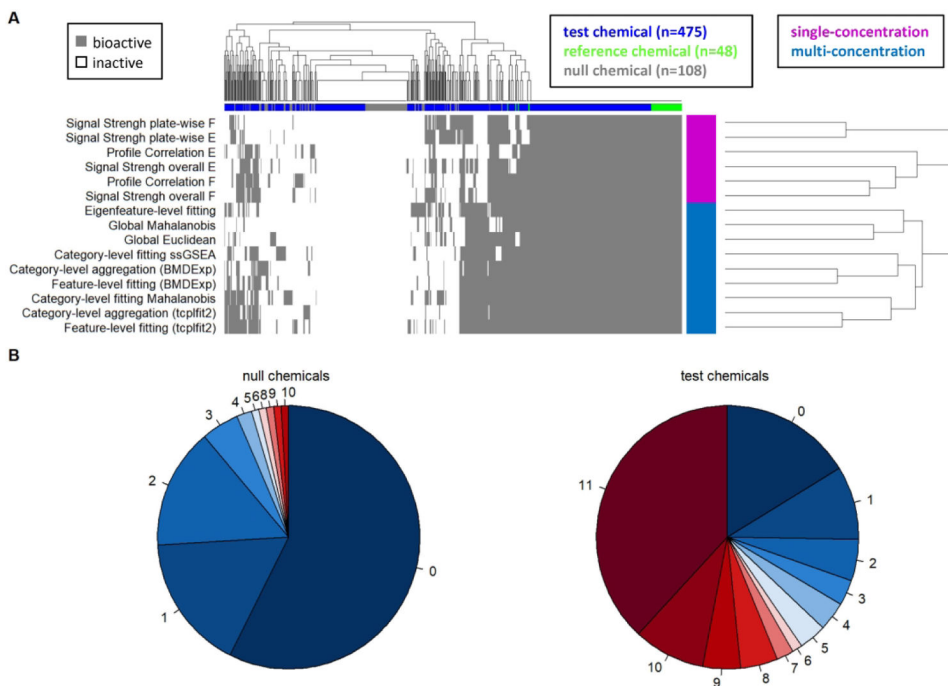 A
bioactive
inactive
test chemical (n=475)
reference chemical (n=48)
null chemical (n=108)
single-concentration
multi-concentration
Signal Strengh plate-wise F
Signal Strengh plate-wise E
Profile Correlation E
Signal Strengh overall E
Profile Correlation F
Signal Strengh overall F
Eigenfeature-level fitting
Global Mahalanobis
Global Euclidean
Category-level fitting ssGSEA
Category-level aggregation (BMDExp)
Feature-level fitting (BMDExp)
Category-level fitting Mahalanobis
Category-level aggregation (tcplfit2)
Feature-level fitting (tcplfit2)
B
null chemicals
0
1
2
3
4
5
6
8
9
10
test chemicals
0
1
2
3
4
5
6
7
8
9
10
11